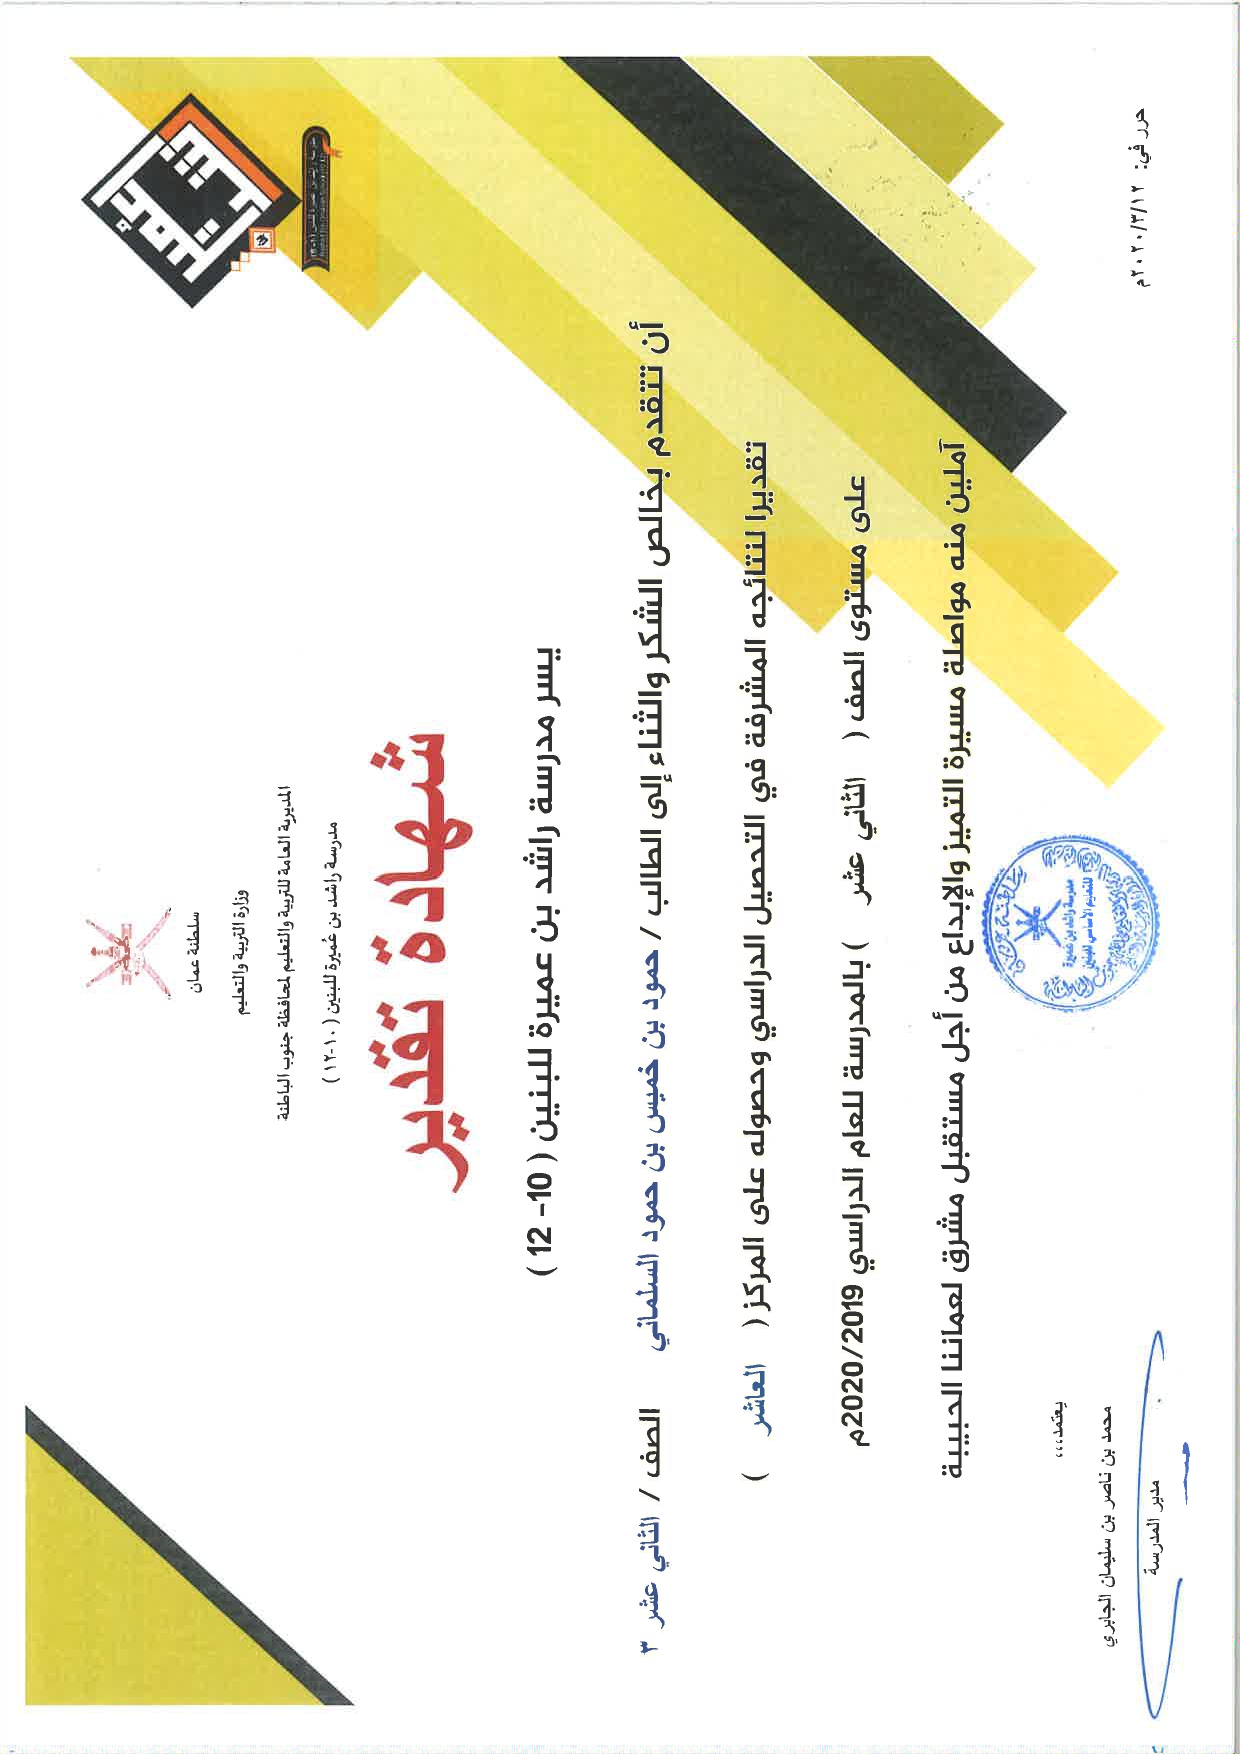 سلطنة عمان
وزارة التربية والتعليم
المديرية العامة للتربية والتعليم لمحافظة جنوب الباطنة
مدرسة راشد بن عُميرة للبنين ( ١٠-١٢ )
شهادة تقدير
يسر مدرسة راشد بن عميرة للبنين ( 10- 12 )
أن تتقدم بخالص الشكر والثناء إلى الطالب / حمود بن خميس بن حمود السلماني الصف / الثاني عشر ٣
تقديرا لنتائجه المشرفة في التحصيل الدراسي وحصوله على المركز ( العاشر )
على مستوى الصف ( الثاني عشر ) بالمدرسة للعام الدراسي 2020/2019م
آملين منه مواصلة مسيرة التميز والإبداع من أجل مستقبل مشرق لعماننا الحبيبة
سلطنة عمان
مدرسة راشد بن عميرة
للتعليم الأساسي للبنين
يعتمد،،،
محمد بن ناصر بن سليمان الجابري
مدير المدرسة
حرر في: ٢٠٢٠/٣/١٢م